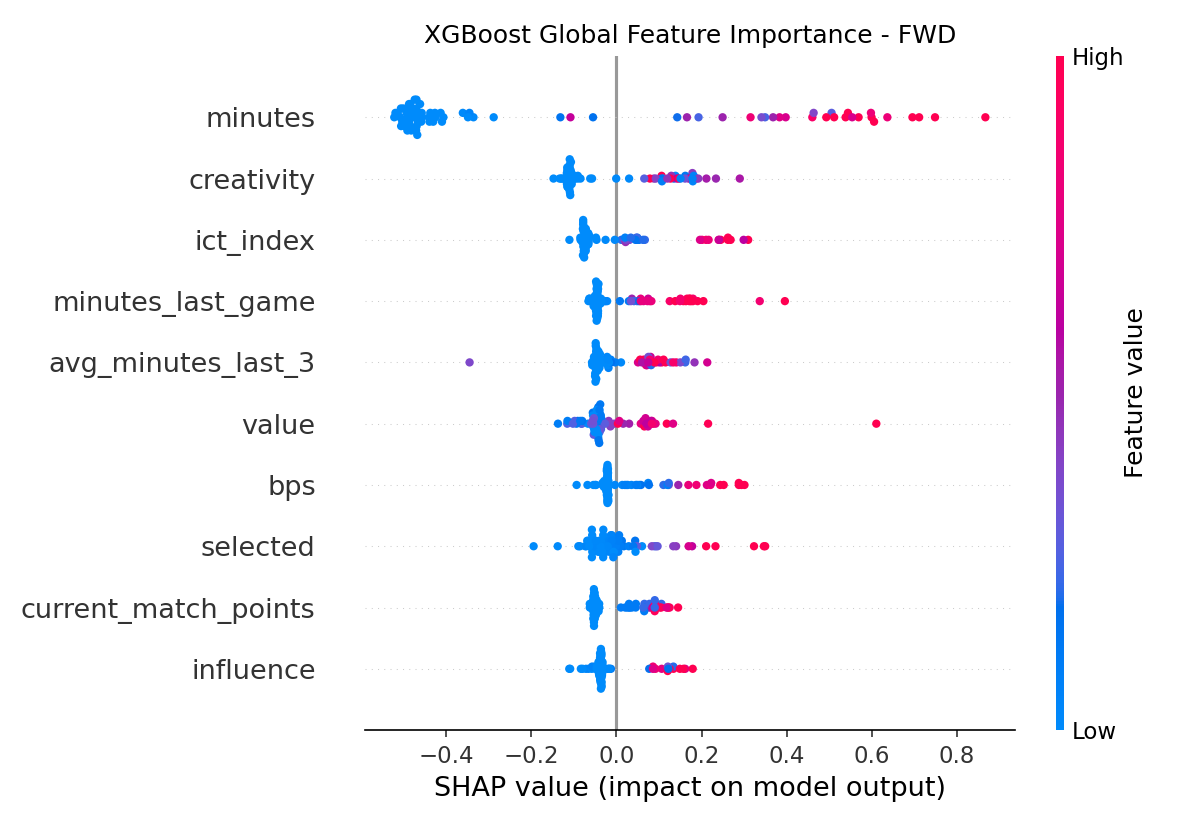 XGBoost Global Feature Importance - FWD
High
minutes
creativity
ict_index
minutes_last_game
avg_minutes_last_3
value
bps
selected
current_match_points
influence
Feature value
Low
−0.4 −0.2 0.0 0.2 0.4 0.6 0.8
SHAP value (impact on model output)